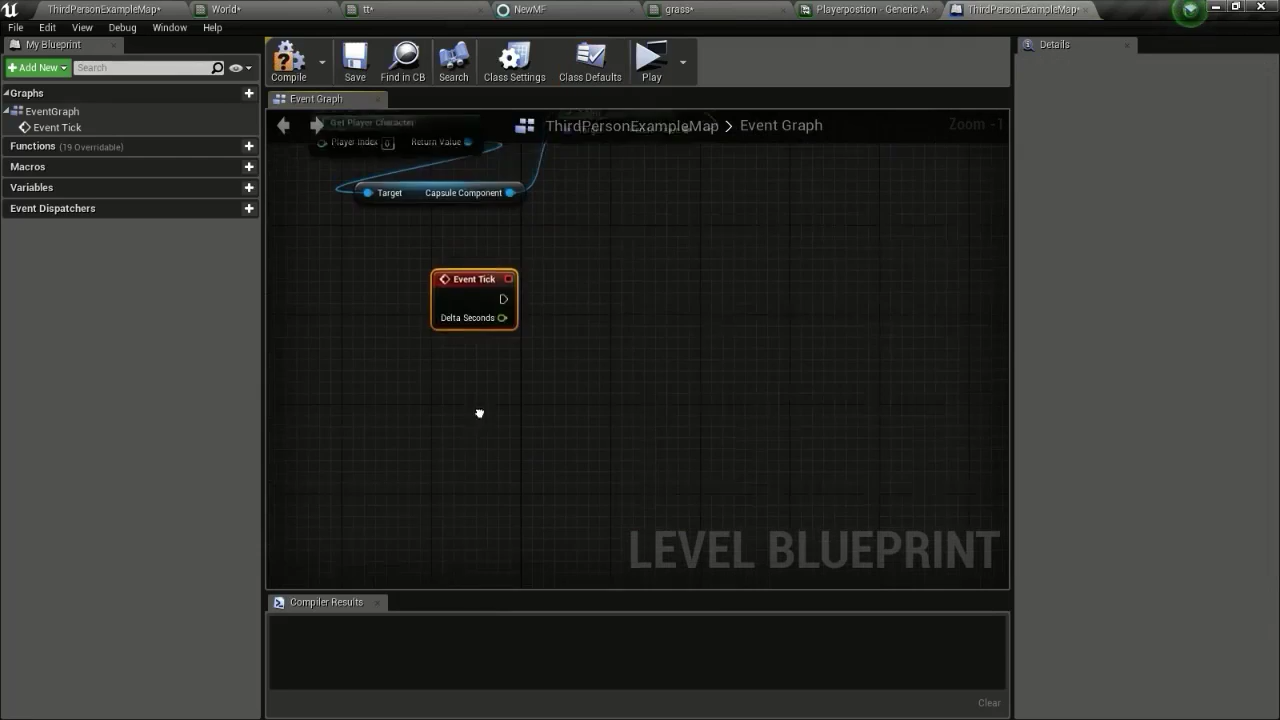 ThirdPersonExampleMap*
World*
tt*
NewMF
grass*
Playerpostion - Generic A
ThirdPersonExampleMap*
File
Edit
View
Debug
Window
Help
My Blueprint
Add New
Search
Compile
Save
Find in CB
Search
Class Settings
Class Defaults
Play
Details
Graphs
EventGraph
Event Tick
Functions (19 Overridable)
Macros
Variables
Event Dispatchers
Event Graph
ThirdPersonExampleMap > Event Graph
Zoom -1
Get Player Character
Player Index 0
Return Value
Target
Capsule Component
Event Tick
Delta Seconds
LEVEL BLUEPRINT
Compiler Results
Clear